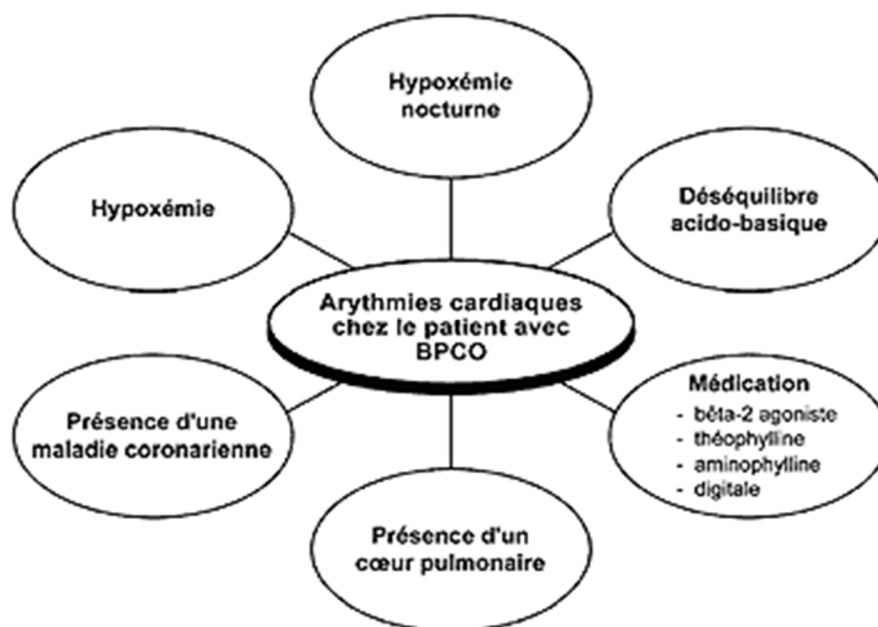 Hypoxémie
nocturne
Hypoxémie
Déséquilibre
acido-basique
Arythmies cardiaques
chez le patient avec
BPCO
Présence d'une
maladie coronarienne
Médication
- bêta-2 agoniste
- théophylline
- aminophylline
- digitale
Présence d'un
cœur pulmonaire